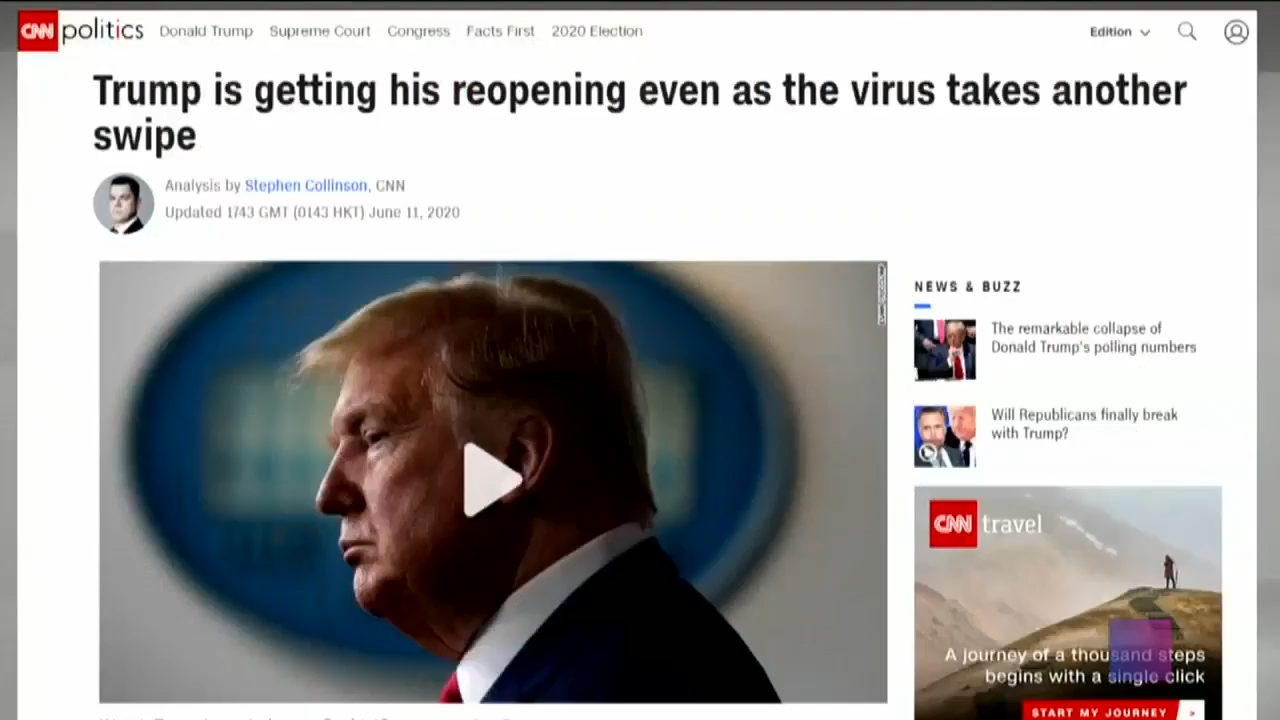 CNN politics Donald Trump Supreme Court Congress Facts First 2020 Election Edition
Trump is getting his reopening even as the virus takes another
swipe
Analysis by Stephen Collinson, CNN
Updated 1743 GMT (0143 HKT) June 11, 2020
NEWS & BUZZ
The remarkable collapse of
Donald Trump's polling numbers
Will Republicans finally break
with Trump?
CNN travel
A journey of a thousand steps
begins with a single click
START MY JOURNEY >